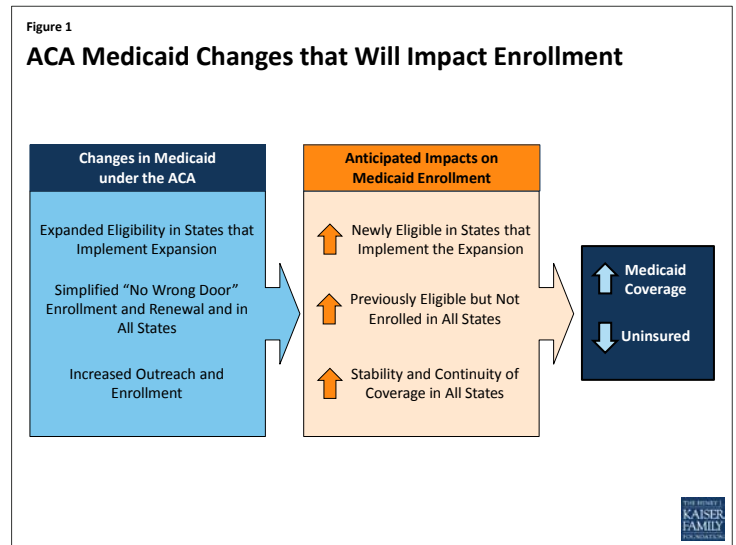 Figure 1
ACA Medicaid Changes that Will Impact Enrollment
Changes in Medicaid
under the ACA
Expanded Eligibility in States that
Implement Expansion
Simplified “No Wrong Door”
Enrollment and Renewal and in
All States
Increased Outreach and
Enrollment
Anticipated Impacts on
Medicaid Enrollment
Newly Eligible in States that
Implement the Expansion
Previously Eligible but Not
Enrolled in All States
Stability and Continuity of
Coverage in All States
Medicaid
Coverage
Uninsured
THE HENRY J.
KAISER
FAMILY
FOUNDATION